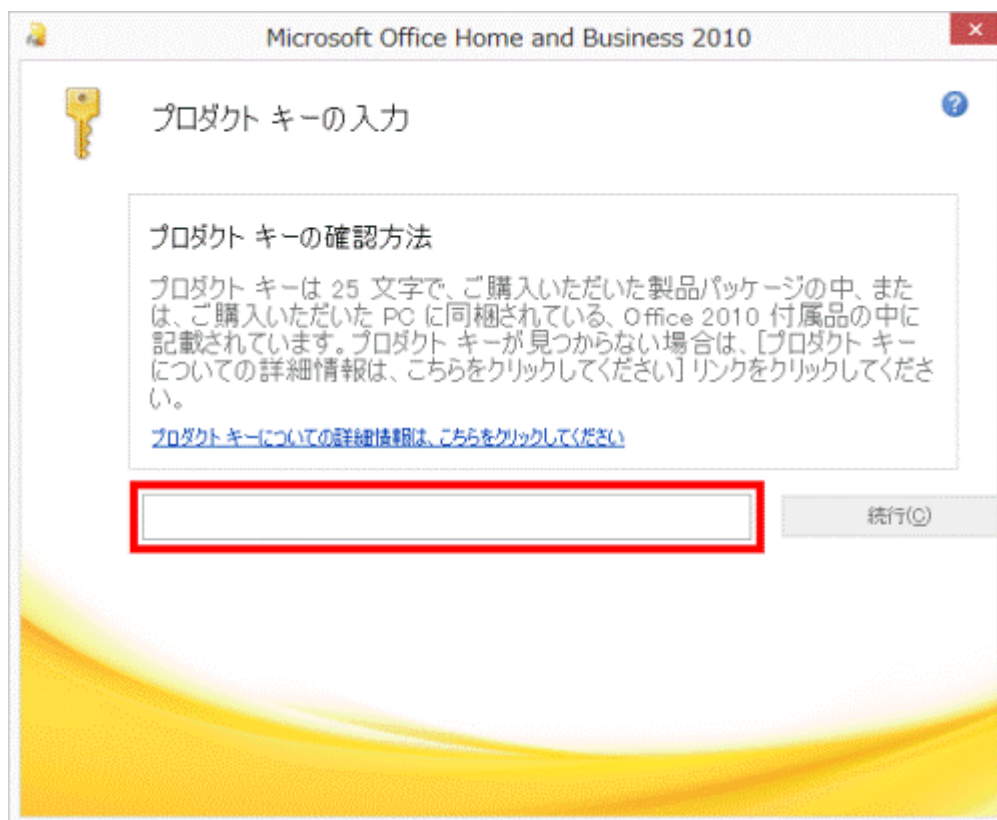 Microsoft Office Home and Business 2010
プロダクト キーの入力
プロダクト キーの確認方法
プロダクト キーは 25 文字で、ご購入いただいた製品パッケージの中、また
は、ご購入いただいた PC に同梱されている、Office 2010 付属品の中に
記載されています。プロダクト キーが見つからない場合は、[プロダクト キー
についての詳細情報は、こちらをクリックしてください] リンクをクリックしてくださ
い。
プロダクト キーについての詳細情報は、こちらをクリックしてください
続行(C)